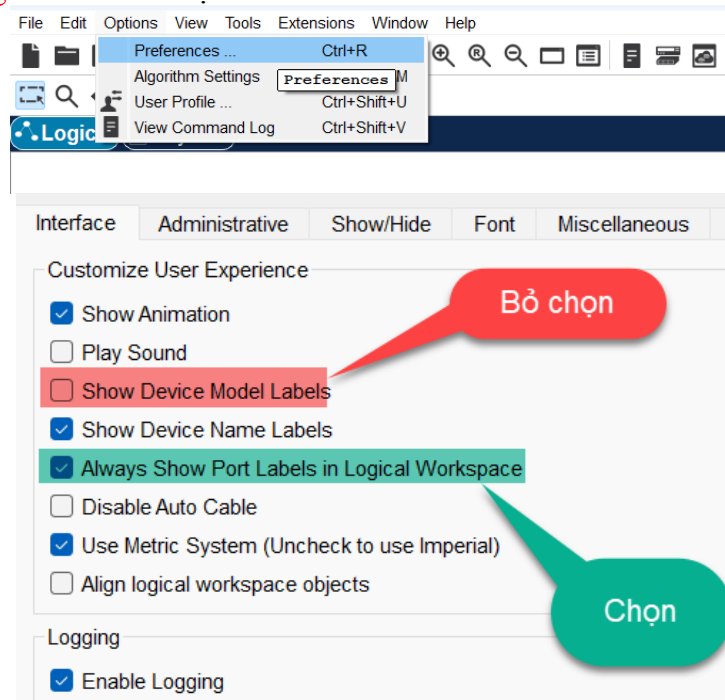 File Edit Options View Tools Extensions Window Help
Preferences ... Ctrl+R
Algorithm Settings M
Preferences
User Profile ... Ctrl+Shift+U
View Command Log Ctrl+Shift+V
Logic
Interface Administrative Show/Hide Font Miscellaneous
Customize User Experience
Bỏ chọn
Show Animation
Play Sound
Show Device Model Labels
Show Device Name Labels
Always Show Port Labels in Logical Workspace
Disable Auto Cable
Use Metric System (Uncheck to use Imperial)
Align logical workspace objects
Chọn
Logging
Enable Logging